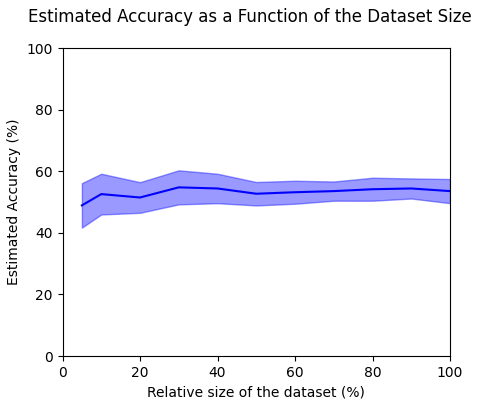 Estimated Accuracy as a Function of the Dataset Size
100
80
60
40
20
0
Estimated Accuracy (%)
0 20 40 60 80 100
Relative size of the dataset (%)